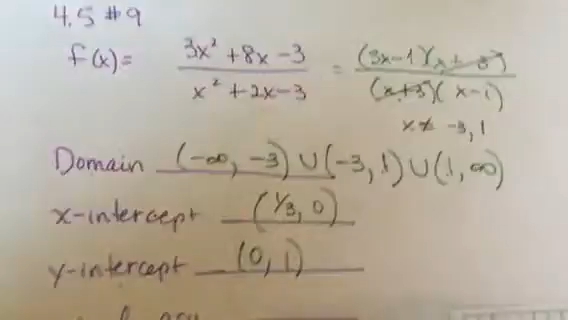 4.5 #9
f(x)= 3x² +8x -3 / x² +2x-3 = (3x-1)(x+3) / (x+3)(x-1)
x≠ -3, 1
Domain (-∞, -3) ∪ (-3, 1) ∪ (1, ∞)
x-intercept (1/3, 0)
y-intercept (0, 1)